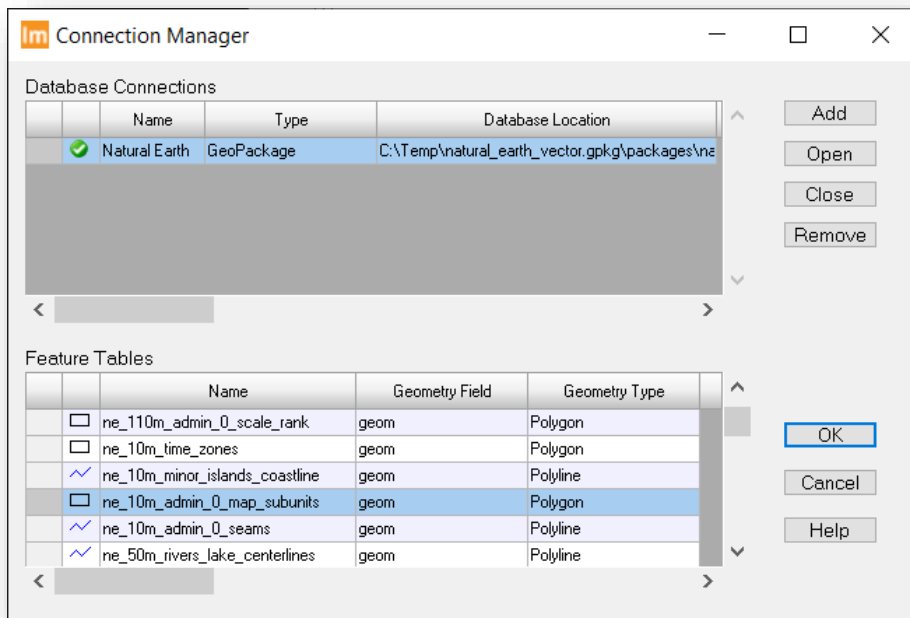 Im Connection Manager
Database Connections
Name Type Database Location
Natural Earth GeoPackage C:\Temp\natural_earth_vector.gpkg\packages\na
Add
Open
Close
Remove
Feature Tables
Name Geometry Field Geometry Type
ne_110m_admin_0_scale_rank geom Polygon
ne_10m_time_zones geom Polygon
ne_10m_minor_islands_coastline geom Polyline
ne_10m_admin_0_map_subunits geom Polygon
ne_10m_admin_0_seams geom Polyline
ne_50m_rivers_lake_centerlines geom Polyline
OK
Cancel
Help